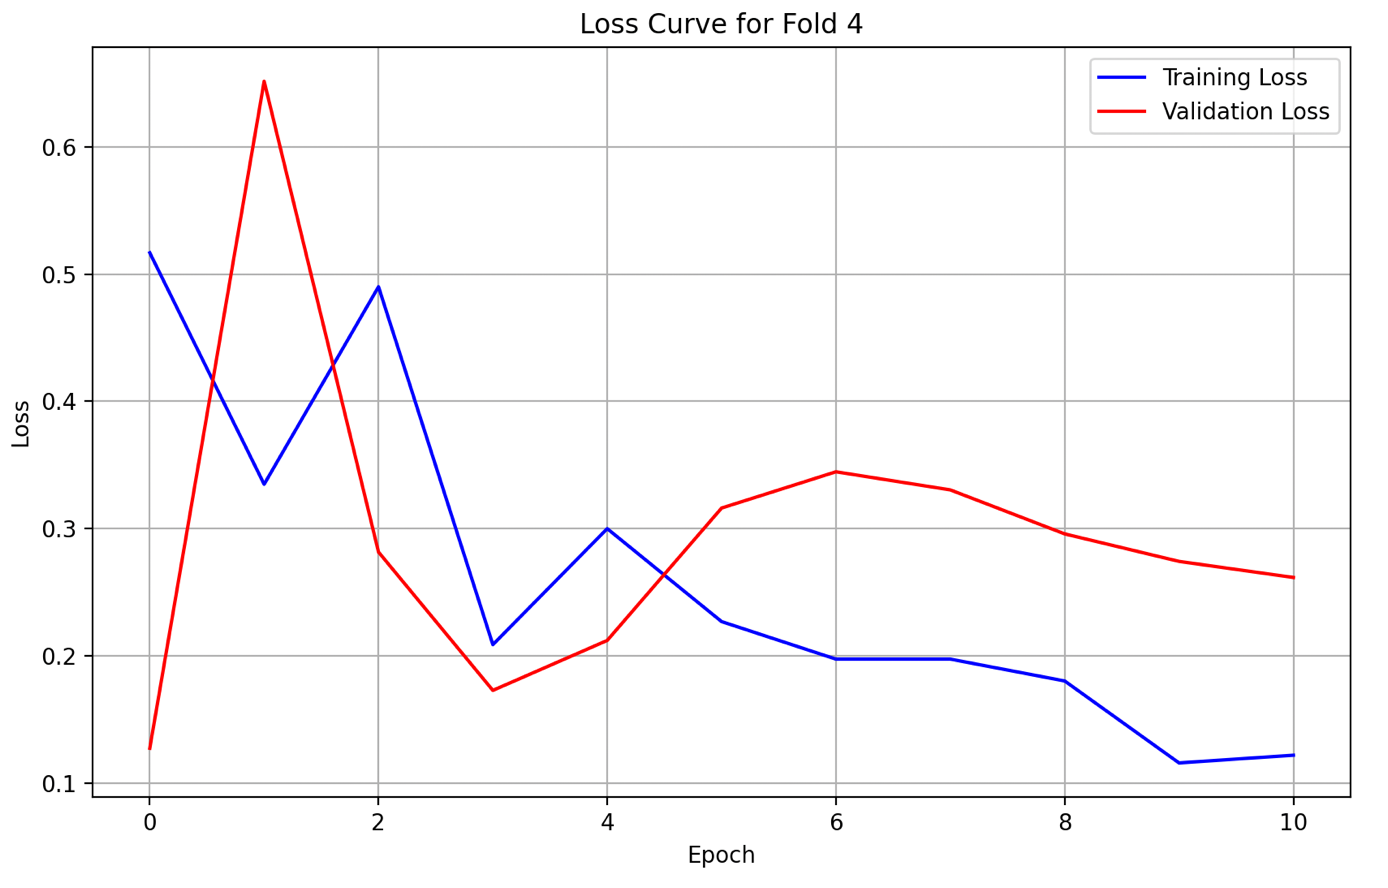 Loss Curve for Fold 4
Training Loss
Validation Loss
0.6
0.5
0.4
0.3
0.2
0.1
Loss
0 2 4 6 8 10
Epoch